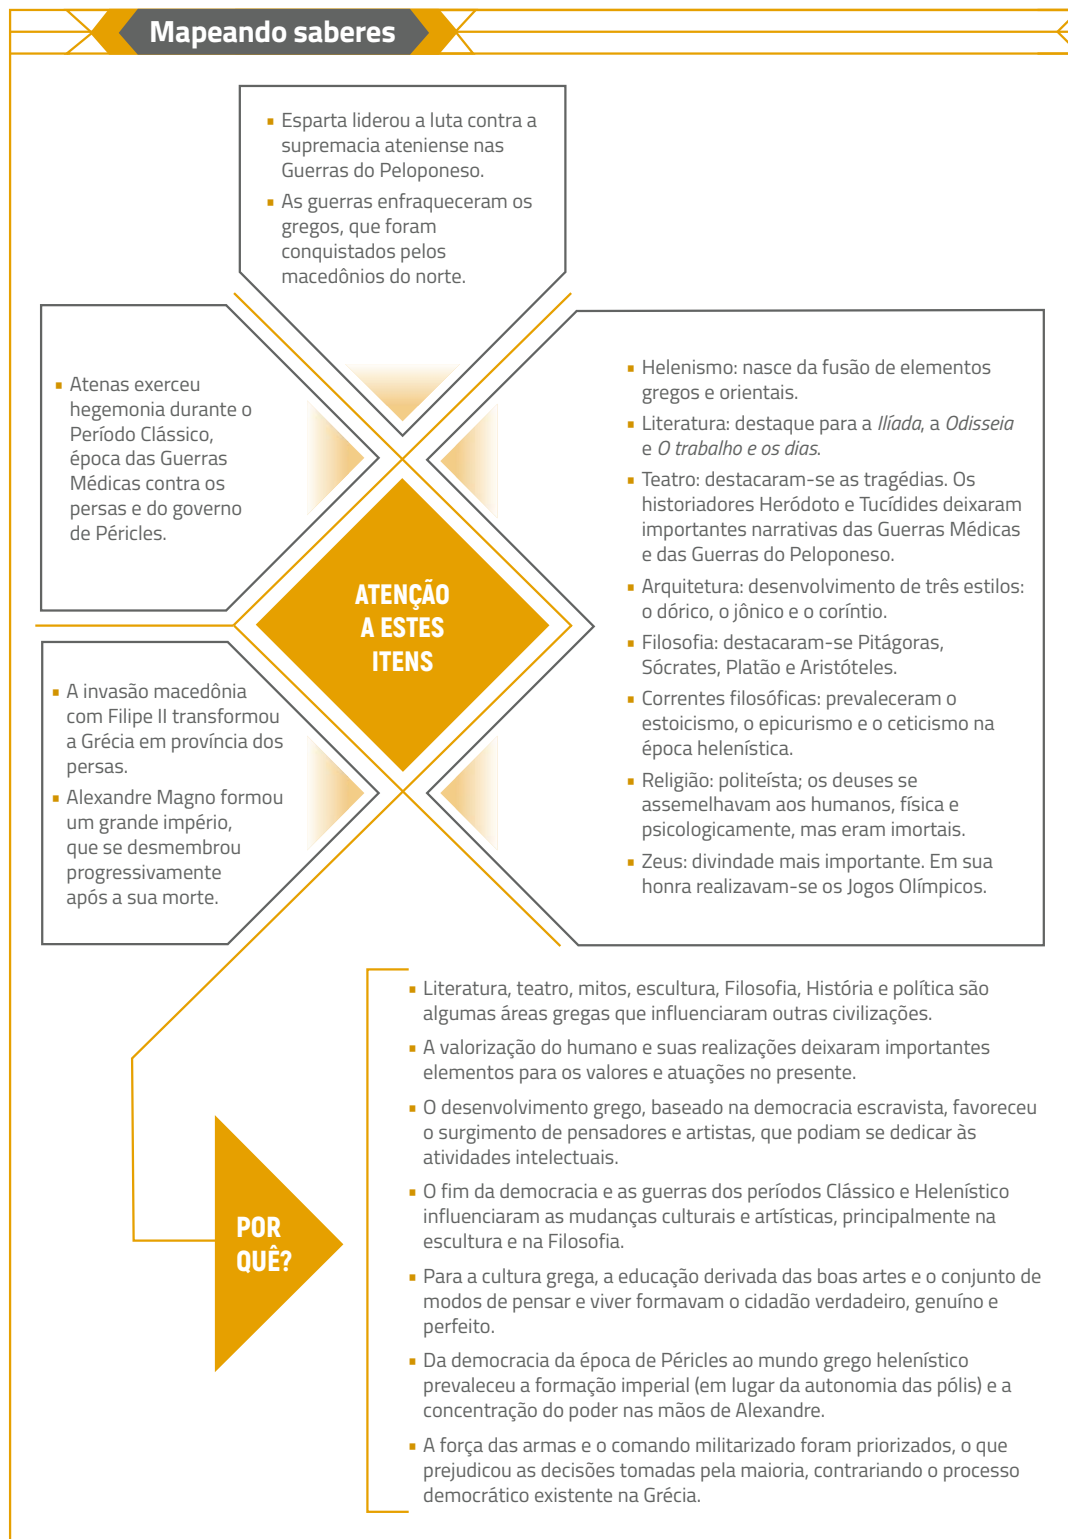 Mapeando saberes
▪ Esparta liderou a luta contra a
supremacia ateniense nas
Guerras do Peloponeso.
▪ As guerras enfraqueceram os
gregos, que foram
conquistados pelos
macedônios do norte.
▪ Atenas exerceu
hegemonia durante o
Período Clássico,
época das Guerras
Médicas contra os
persas e do governo
de Péricles.
▪ A invasão macedônia
com Filipe II transformou
a Grécia em província dos
persas.
▪ Alexandre Magno formou
um grande império,
que se desmembrou
progressivamente
após a sua morte.
ATENÇÃO
A ESTES
ITENS
▪ Helenismo: nasce da fusão de elementos
gregos e orientais.
▪ Literatura: destaque para a Ilíada, a Odisseia
e O trabalho e os dias.
▪ Teatro: destacaram-se as tragédias. Os
historiadores Heródoto e Tucídides deixaram
importantes narrativas das Guerras Médicas
e das Guerras do Peloponeso.
▪ Arquitetura: desenvolvimento de três estilos:
o dórico, o jônico e o coríntio.
▪ Filosofia: destacaram-se Pitágoras,
Sócrates, Platão e Aristóteles.
▪ Correntes filosóficas: prevaleceram o
estoicismo, o epicurismo e o ceticismo na
época helenística.
▪ Religião: politeísta; os deuses se
assemelhavam aos humanos, física e
psicologicamente, mas eram imortais.
▪ Zeus: divindade mais importante. Em sua
honra realizavam-se os Jogos Olímpicos.
POR
QUÊ?
▪ Literatura, teatro, mitos, escultura, Filosofia, História e política são
algumas áreas gregas que influenciaram outras civilizações.
▪ A valorização do humano e suas realizações deixaram importantes
elementos para os valores e atuações no presente.
▪ O desenvolvimento grego, baseado na democracia escravista, favoreceu
o surgimento de pensadores e artistas, que podiam se dedicar às
atividades intelectuais.
▪ O fim da democracia e as guerras dos períodos Clássico e Helenístico
influenciaram as mudanças culturais e artísticas, principalmente na
escultura e na Filosofia.
▪ Para a cultura grega, a educação derivada das boas artes e o conjunto de
modos de pensar e viver formavam o cidadão verdadeiro, genuíno e
perfeito.
▪ Da democracia da época de Péricles ao mundo grego helenístico
prevaleceu a formação imperial (em lugar da autonomia das pólis) e a
concentração do poder nas mãos de Alexandre.
▪ A força das armas e o comando militarizado foram priorizados, o que
prejudicou as decisões tomadas pela maioria, contrariando o processo
democrático existente na Grécia.